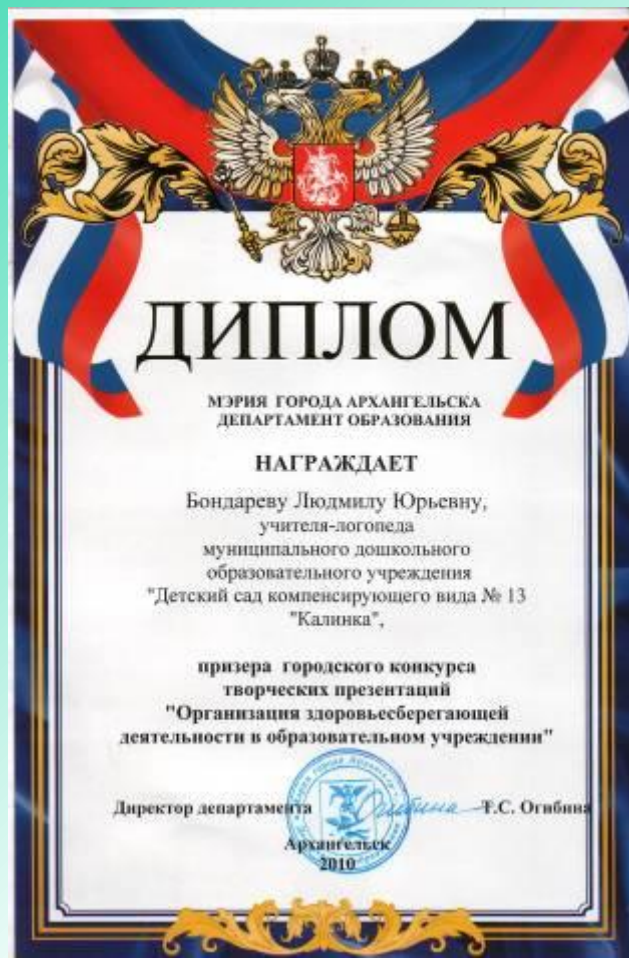 ДИПЛОМ
МЭРИЯ ГОРОДА АРХАНГЕЛЬСКА
ДЕПАРТАМЕНТ ОБРАЗОВАНИЯ
НАГРАЖДАЕТ
Бондареву Людмилу Юрьевну,
учителя-логопеда
муниципального дошкольного
образовательного учреждения
"Детский сад компенсирующего вида № 13
"Калинка",
призера городского конкурса
творческих презентаций
"Организация здоровьесберегающей
деятельности в образовательном учреждении"
Директор департамента Т.С. Огибина
Архангельск
2010